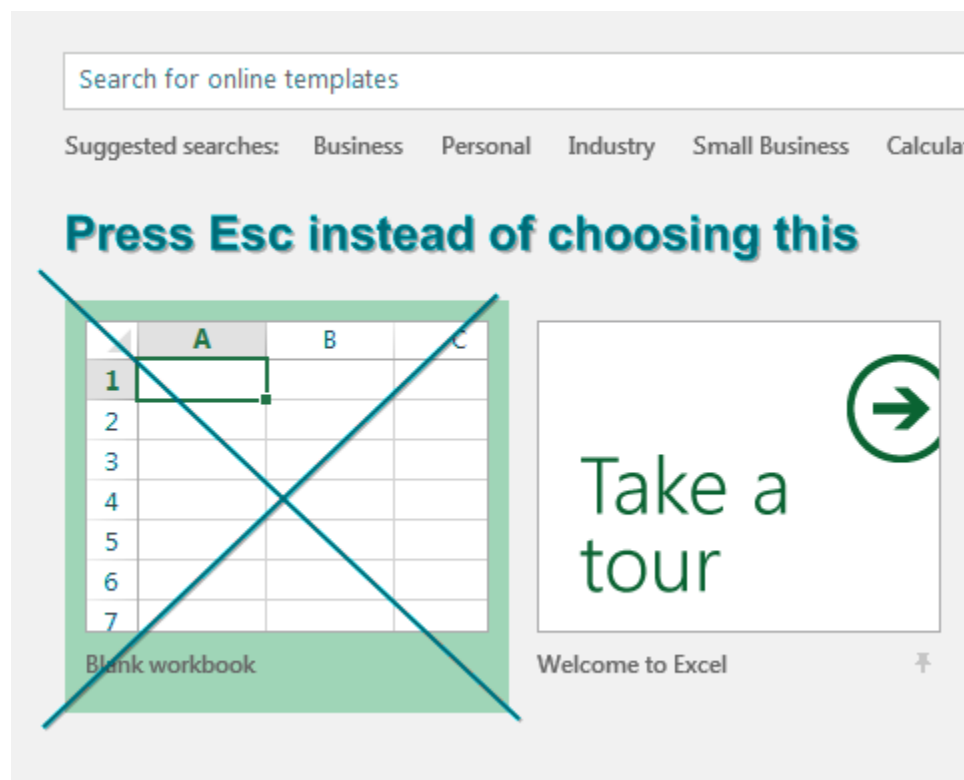 Search for online templates
Suggested searches: Business Personal Industry Small Business
Press Esc instead of choosing this
A B C
1
2
3
4
5
6
7
Take a
tour
Blank workbook
Welcome to Excel